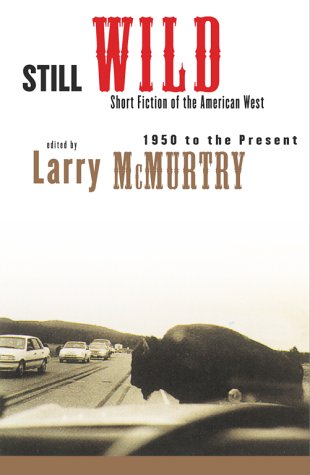 STILL WILD
Short Fiction of the American West
1950 to the Present
edited by
Larry McMURTRY